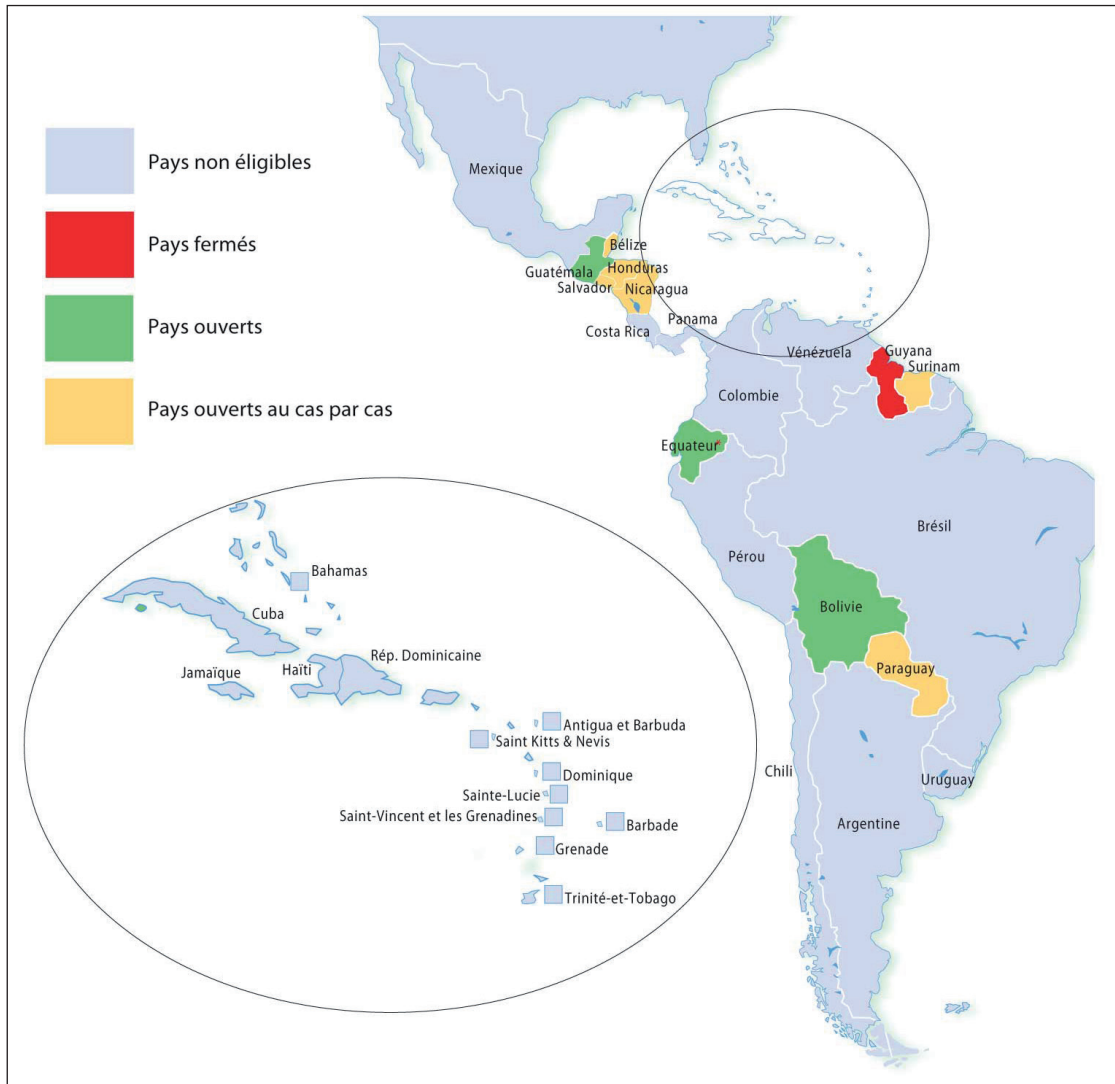 Pays non éligibles
Pays fermés
Pays ouverts
Pays ouverts au cas par cas
Mexique
Bélize
Guatémala
Honduras
Salvador
Nicaragua
Costa Rica
Panama
Vénézuela
Guyana
Surinam
Colombie
Equateur
Brésil
Pérou
Bolivie
Paraguay
Chili
Uruguay
Argentine
Bahamas
Cuba
Rép. Dominicaine
Haïti
Jamaïque
Antigua et Barbuda
Saint Kitts & Nevis
Dominique
Sainte-Lucie
Saint-Vincent et les Grenadines
Barbade
Grenade
Trinité-et-Tobago